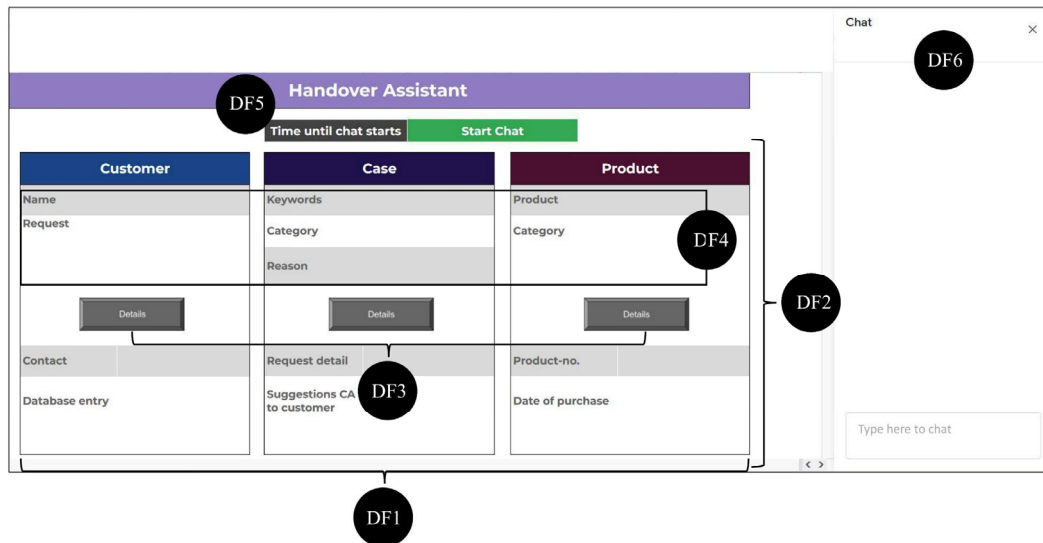 Chat
×
DF6
Handover Assistant
DF5
Time until chat starts
Start Chat
Customer
Case
Product
Name
Keywords
Product
Request
Category
Category
DF4
Reason
Details
Details
Details
DF2
Contact
Request detail
Product-no.
DF3
Database entry
Suggestions CA
to customer
Date of purchase
Type here to chat
DF1